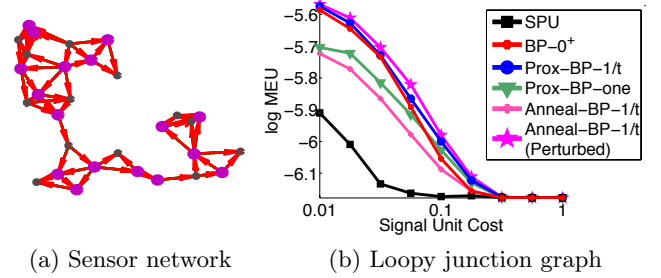 log MEU
−5.6
−5.7
−5.8
−5.9
−6
−6.1
0.01
0.1
1
Signal Unit Cost
SPU
BP−0+
Prox−BP−1/t
Prox−BP−one
Anneal−BP−1/t
Anneal−BP−1/t
(Perturbed)
(a) Sensor network
(b) Loopy junction graph